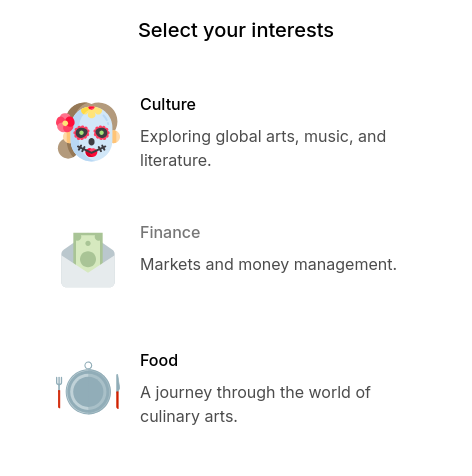 Select your interests
Culture
Exploring global arts, music, and
literature.
Finance
Markets and money management.
Food
A journey through the world of
culinary arts.